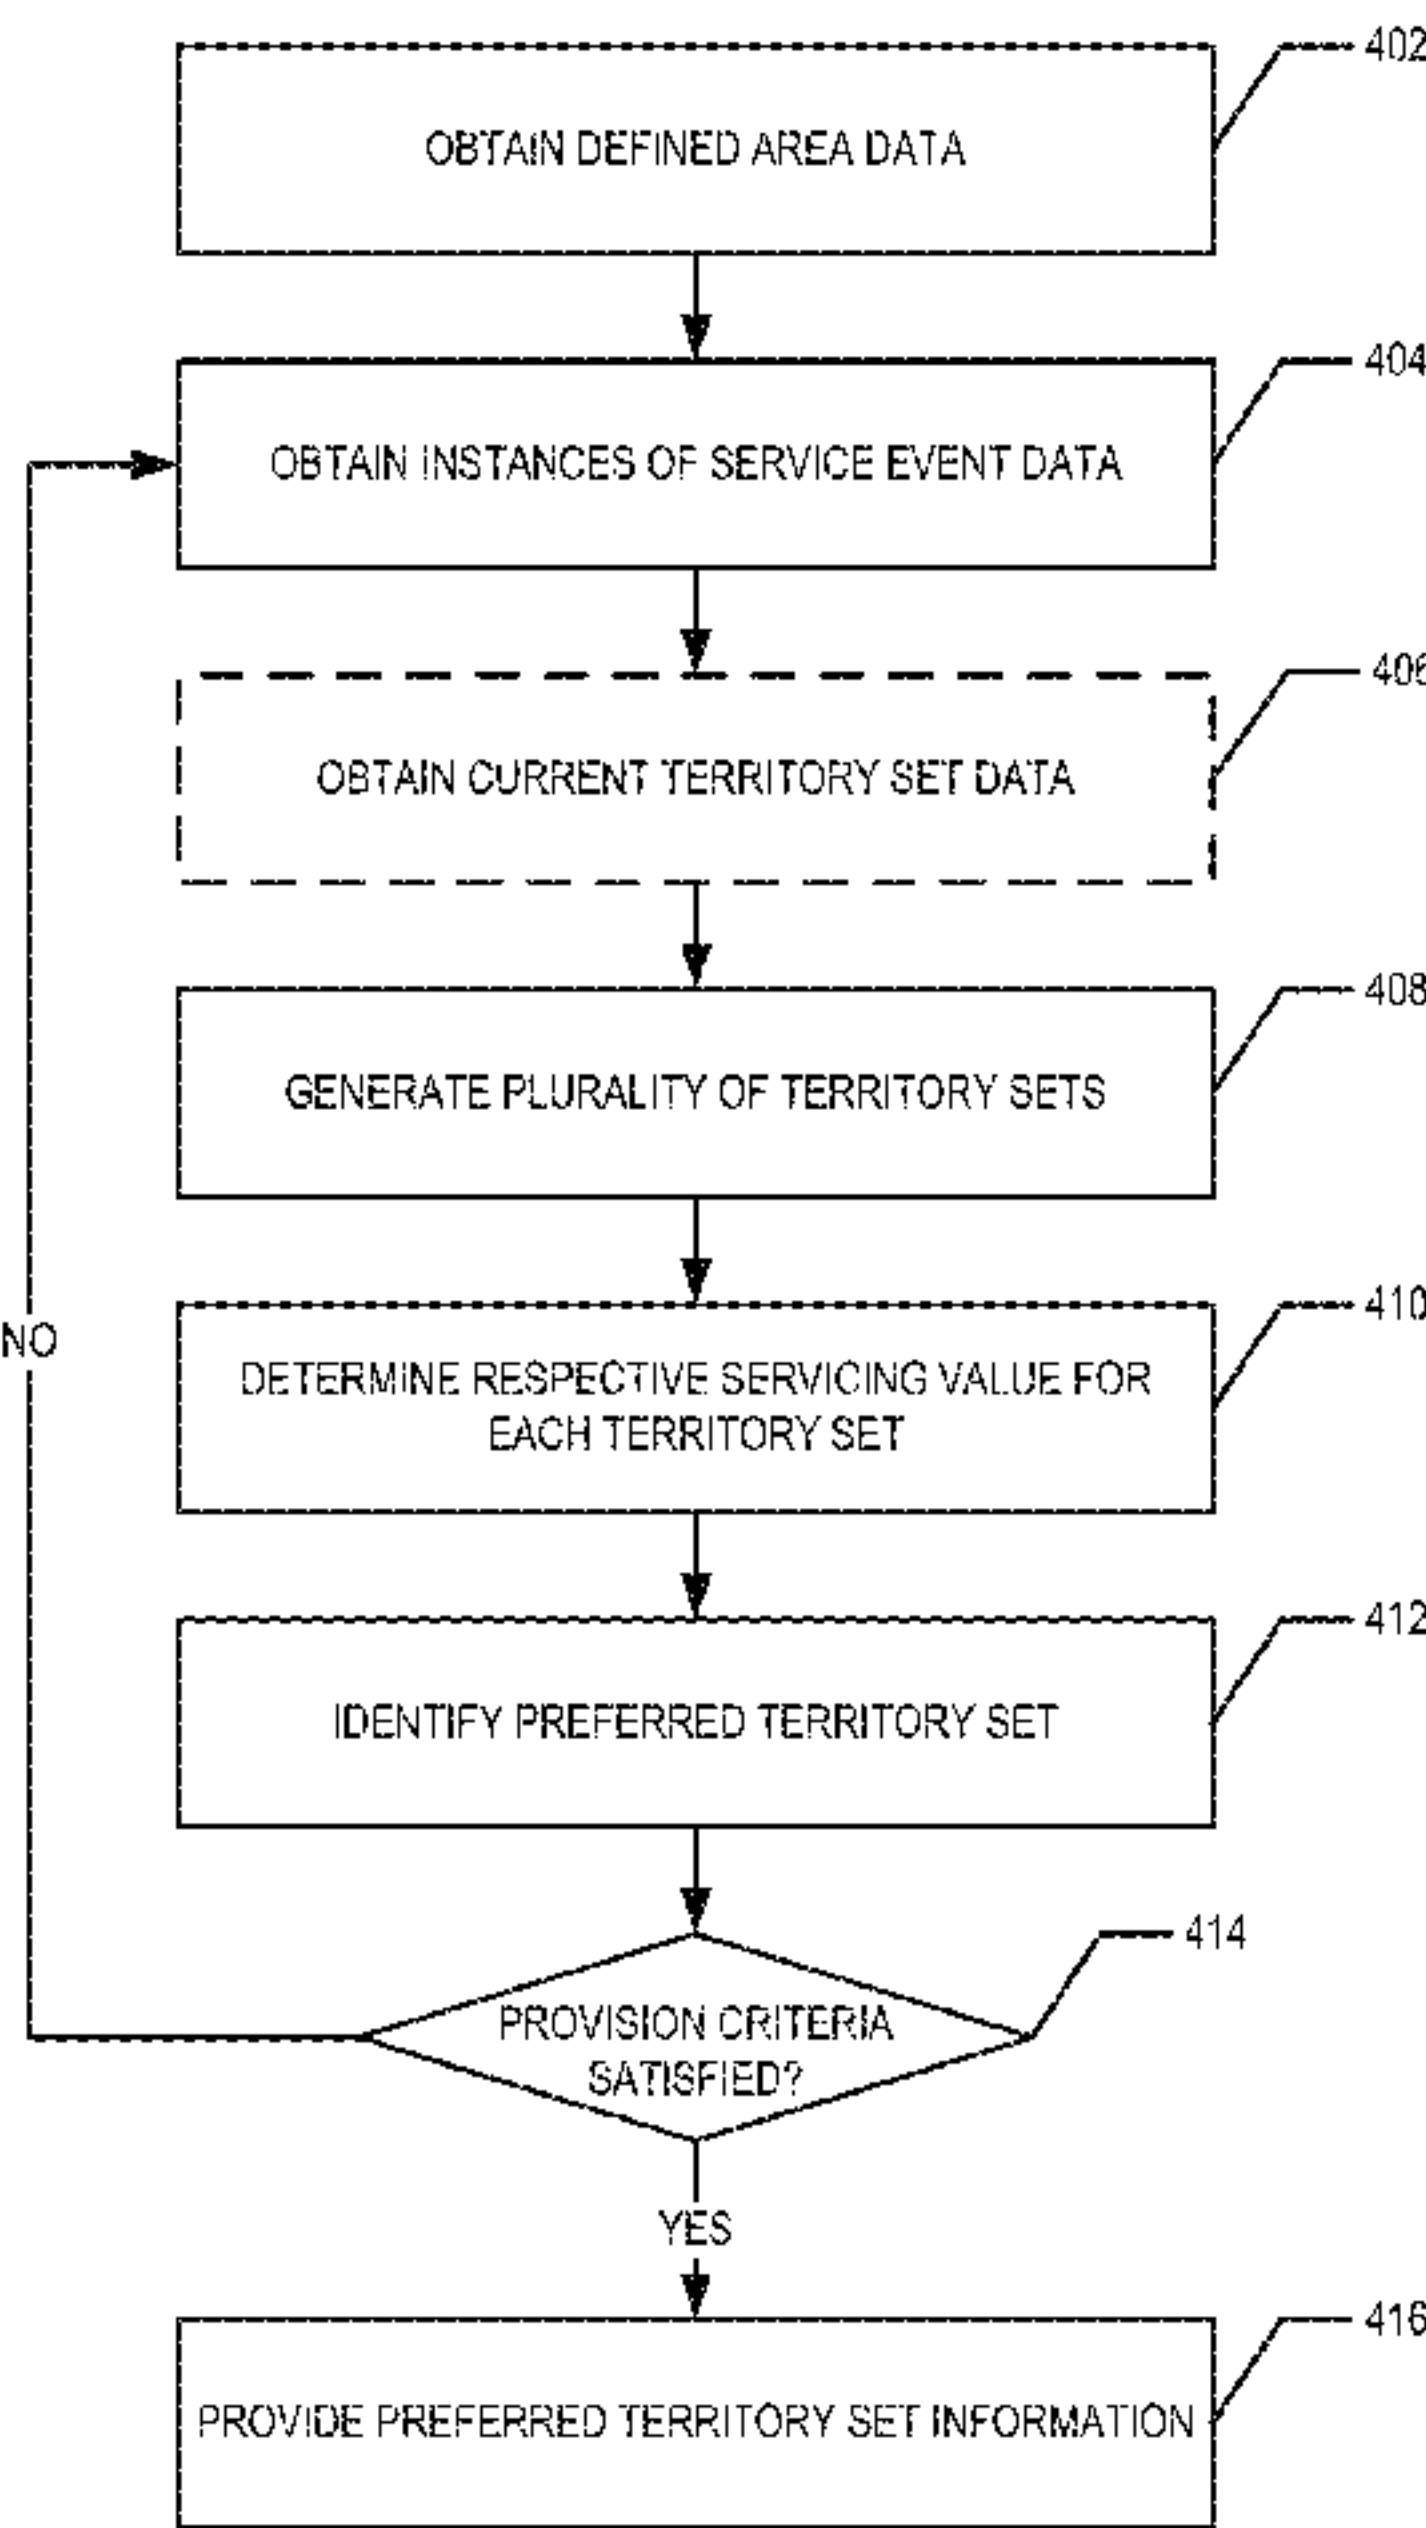 402
OBTAIN DEFINED AREA DATA
404
OBTAIN INSTANCES OF SERVICE EVENT DATA
406
OBTAIN CURRENT TERRITORY SET DATA
408
GENERATE PLURALITY OF TERRITORY SETS
410
NO
DETERMINE RESPECTIVE SERVICING VALUE FOR
EACH TERRITORY SET
412
IDENTIFY PREFERRED TERRITORY SET
414
PROVISION CRITERIA
SATISFIED?
YES
416
PROVIDE PREFERRED TERRITORY SET INFORMATION